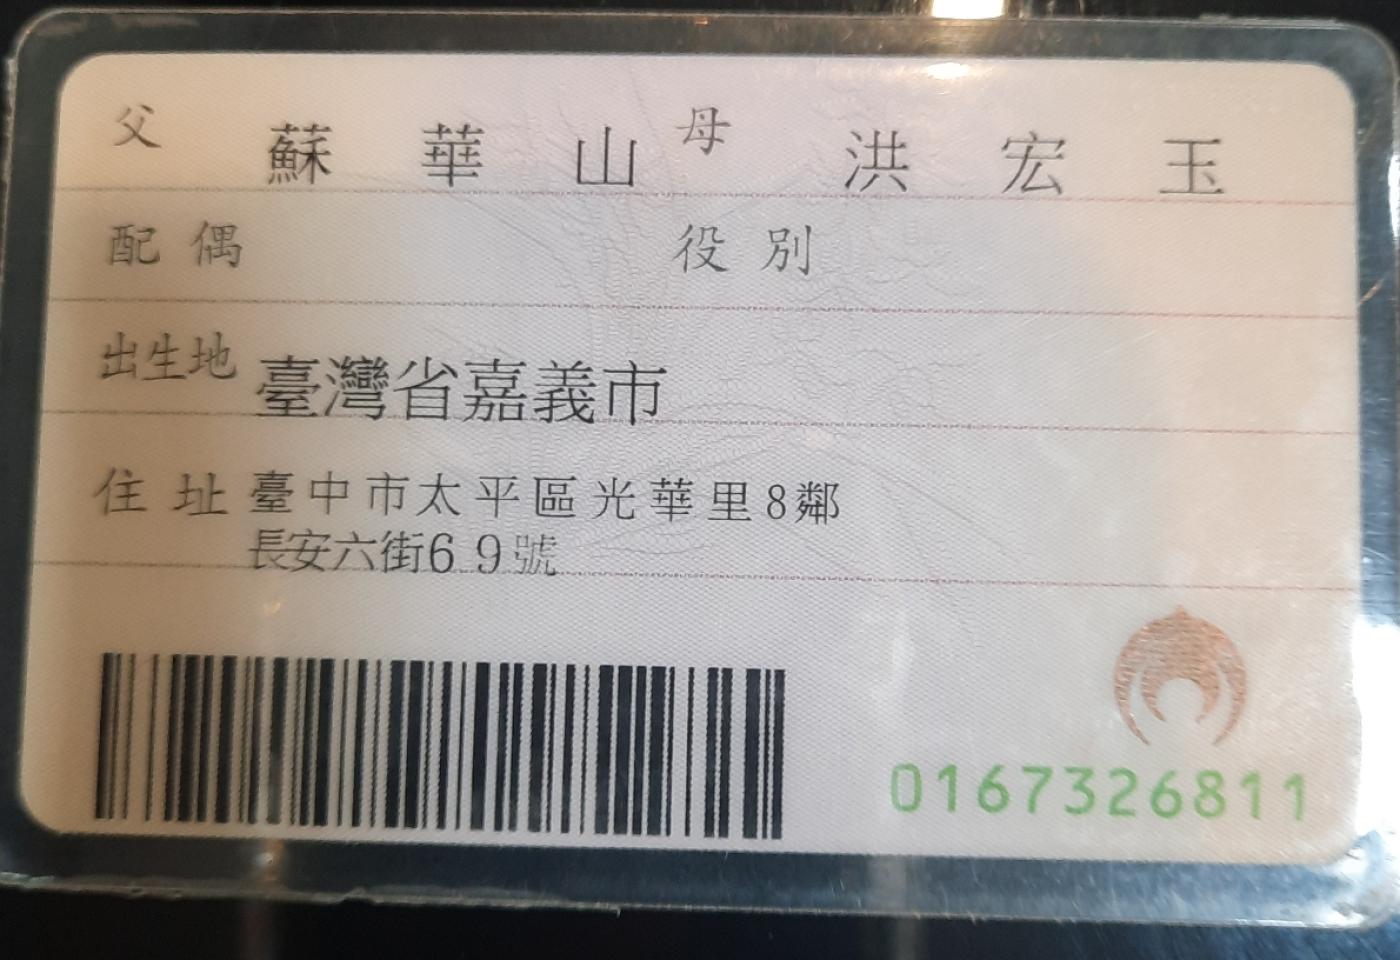 父 蘇華山 母 洪宏玉
配偶 役別
出生地 臺灣省嘉義市
住址 臺中市太平區光華里8鄰
長安六街69號
0167326811